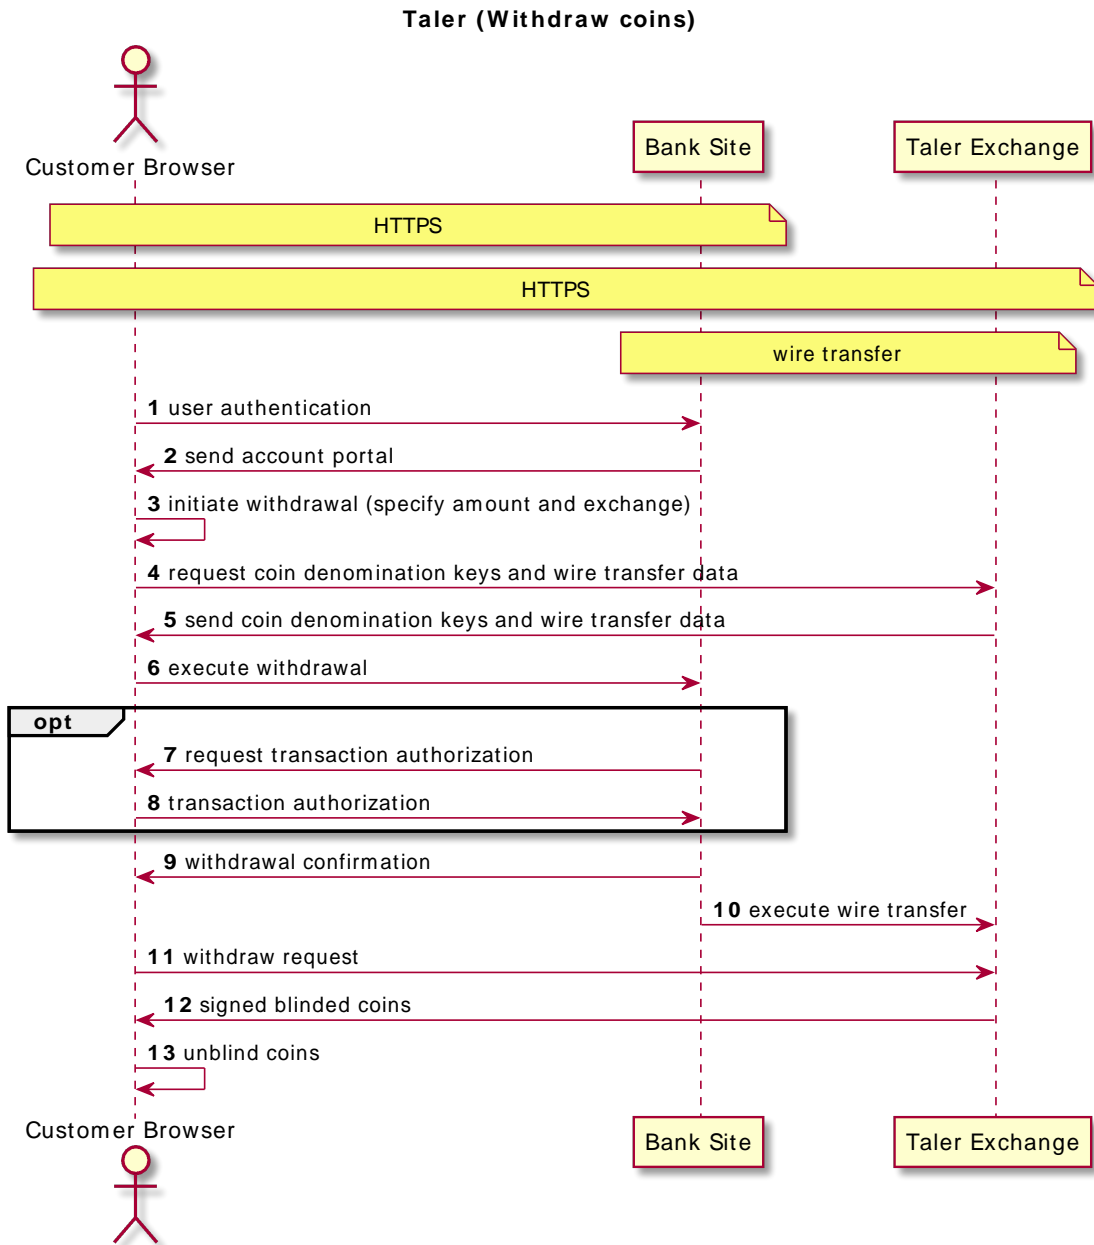 Taler (Withdraw coins)
Customer Browser
Bank Site
Taler Exchange
HTTPS
HTTPS
wire transfer
1 user authentication
2 send account portal
3 initiate withdrawal (specify amount and exchange)
4 request coin denomination keys and wire transfer data
5 send coin denomination keys and wire transfer data
6 execute withdrawal
opt
7 request transaction authorization
8 transaction authorization
9 withdrawal confirmation
10 execute wire transfer
11 withdraw request
12 signed blinded coins
13 unblind coins
Customer Browser
Bank Site
Taler Exchange